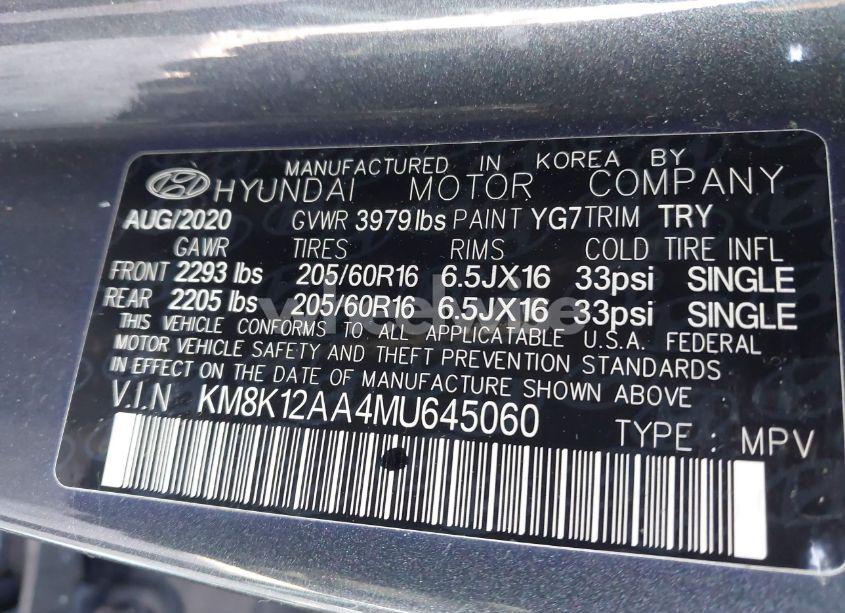 MANUFACTURED IN KOREA BY
HYUNDAI MOTOR COMPANY
AUG/2020 GVWR 3979lbs PAINT YG7 TRIM TRY
GAWR TIRES RIMS COLD TIRE INFL
FRONT 2293 lbs 205/60R16 6.5JX16 33psi SINGLE
REAR 2205 lbs 205/60R16 6.5JX16 33psi SINGLE
THIS VEHICLE CONFORMS TO ALL APPLICATABLE U.S.A. FEDERAL
MOTOR VEHICLE SAFETY AND THEFT PREVENTION STANDARDS
IN EFFECT ON THE DATE OF MANUFACTURE SHOWN ABOVE
V.I.N KM8K12AA4MU645060 TYPE : MPV